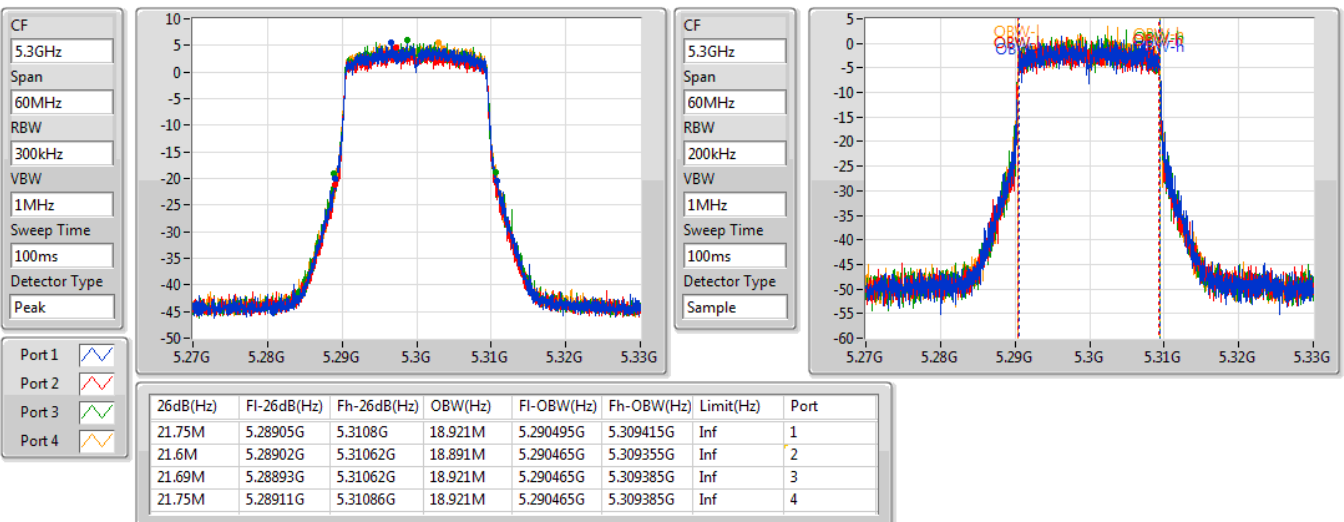 CF
5.3GHz
Span
60MHz
RBW
300kHz
VBW
1MHz
Sweep Time
100ms
Detector Type
Peak
10
5
0
-5
-10
-15
-20
-25
-30
-35
-40
-45
-50
5.27G 5.28G 5.29G 5.3G 5.31G 5.32G 5.33G
CF
5.3GHz
Span
60MHz
RBW
200kHz
VBW
1MHz
Sweep Time
100ms
Detector Type
Sample
5
0
-5
-10
-15
-20
-25
-30
-35
-40
-45
-50
-55
-60
5.27G 5.28G 5.29G 5.3G 5.31G 5.32G 5.33G
Port 1
Port 2
Port 3
Port 4
26dB(Hz) Fl-26dB(Hz) Fh-26dB(Hz) OBW(Hz) Fl-OBW(Hz) Fh-OBW(Hz) Limit(Hz) Port
21.75M 5.28905G 5.3108G 18.921M 5.290495G 5.309415G Inf 1
21.6M 5.28902G 5.31062G 18.891M 5.290465G 5.309355G Inf 2
21.69M 5.28893G 5.31062G 18.921M 5.290465G 5.309385G Inf 3
21.75M 5.28911G 5.31086G 18.921M 5.290465G 5.309385G Inf 4